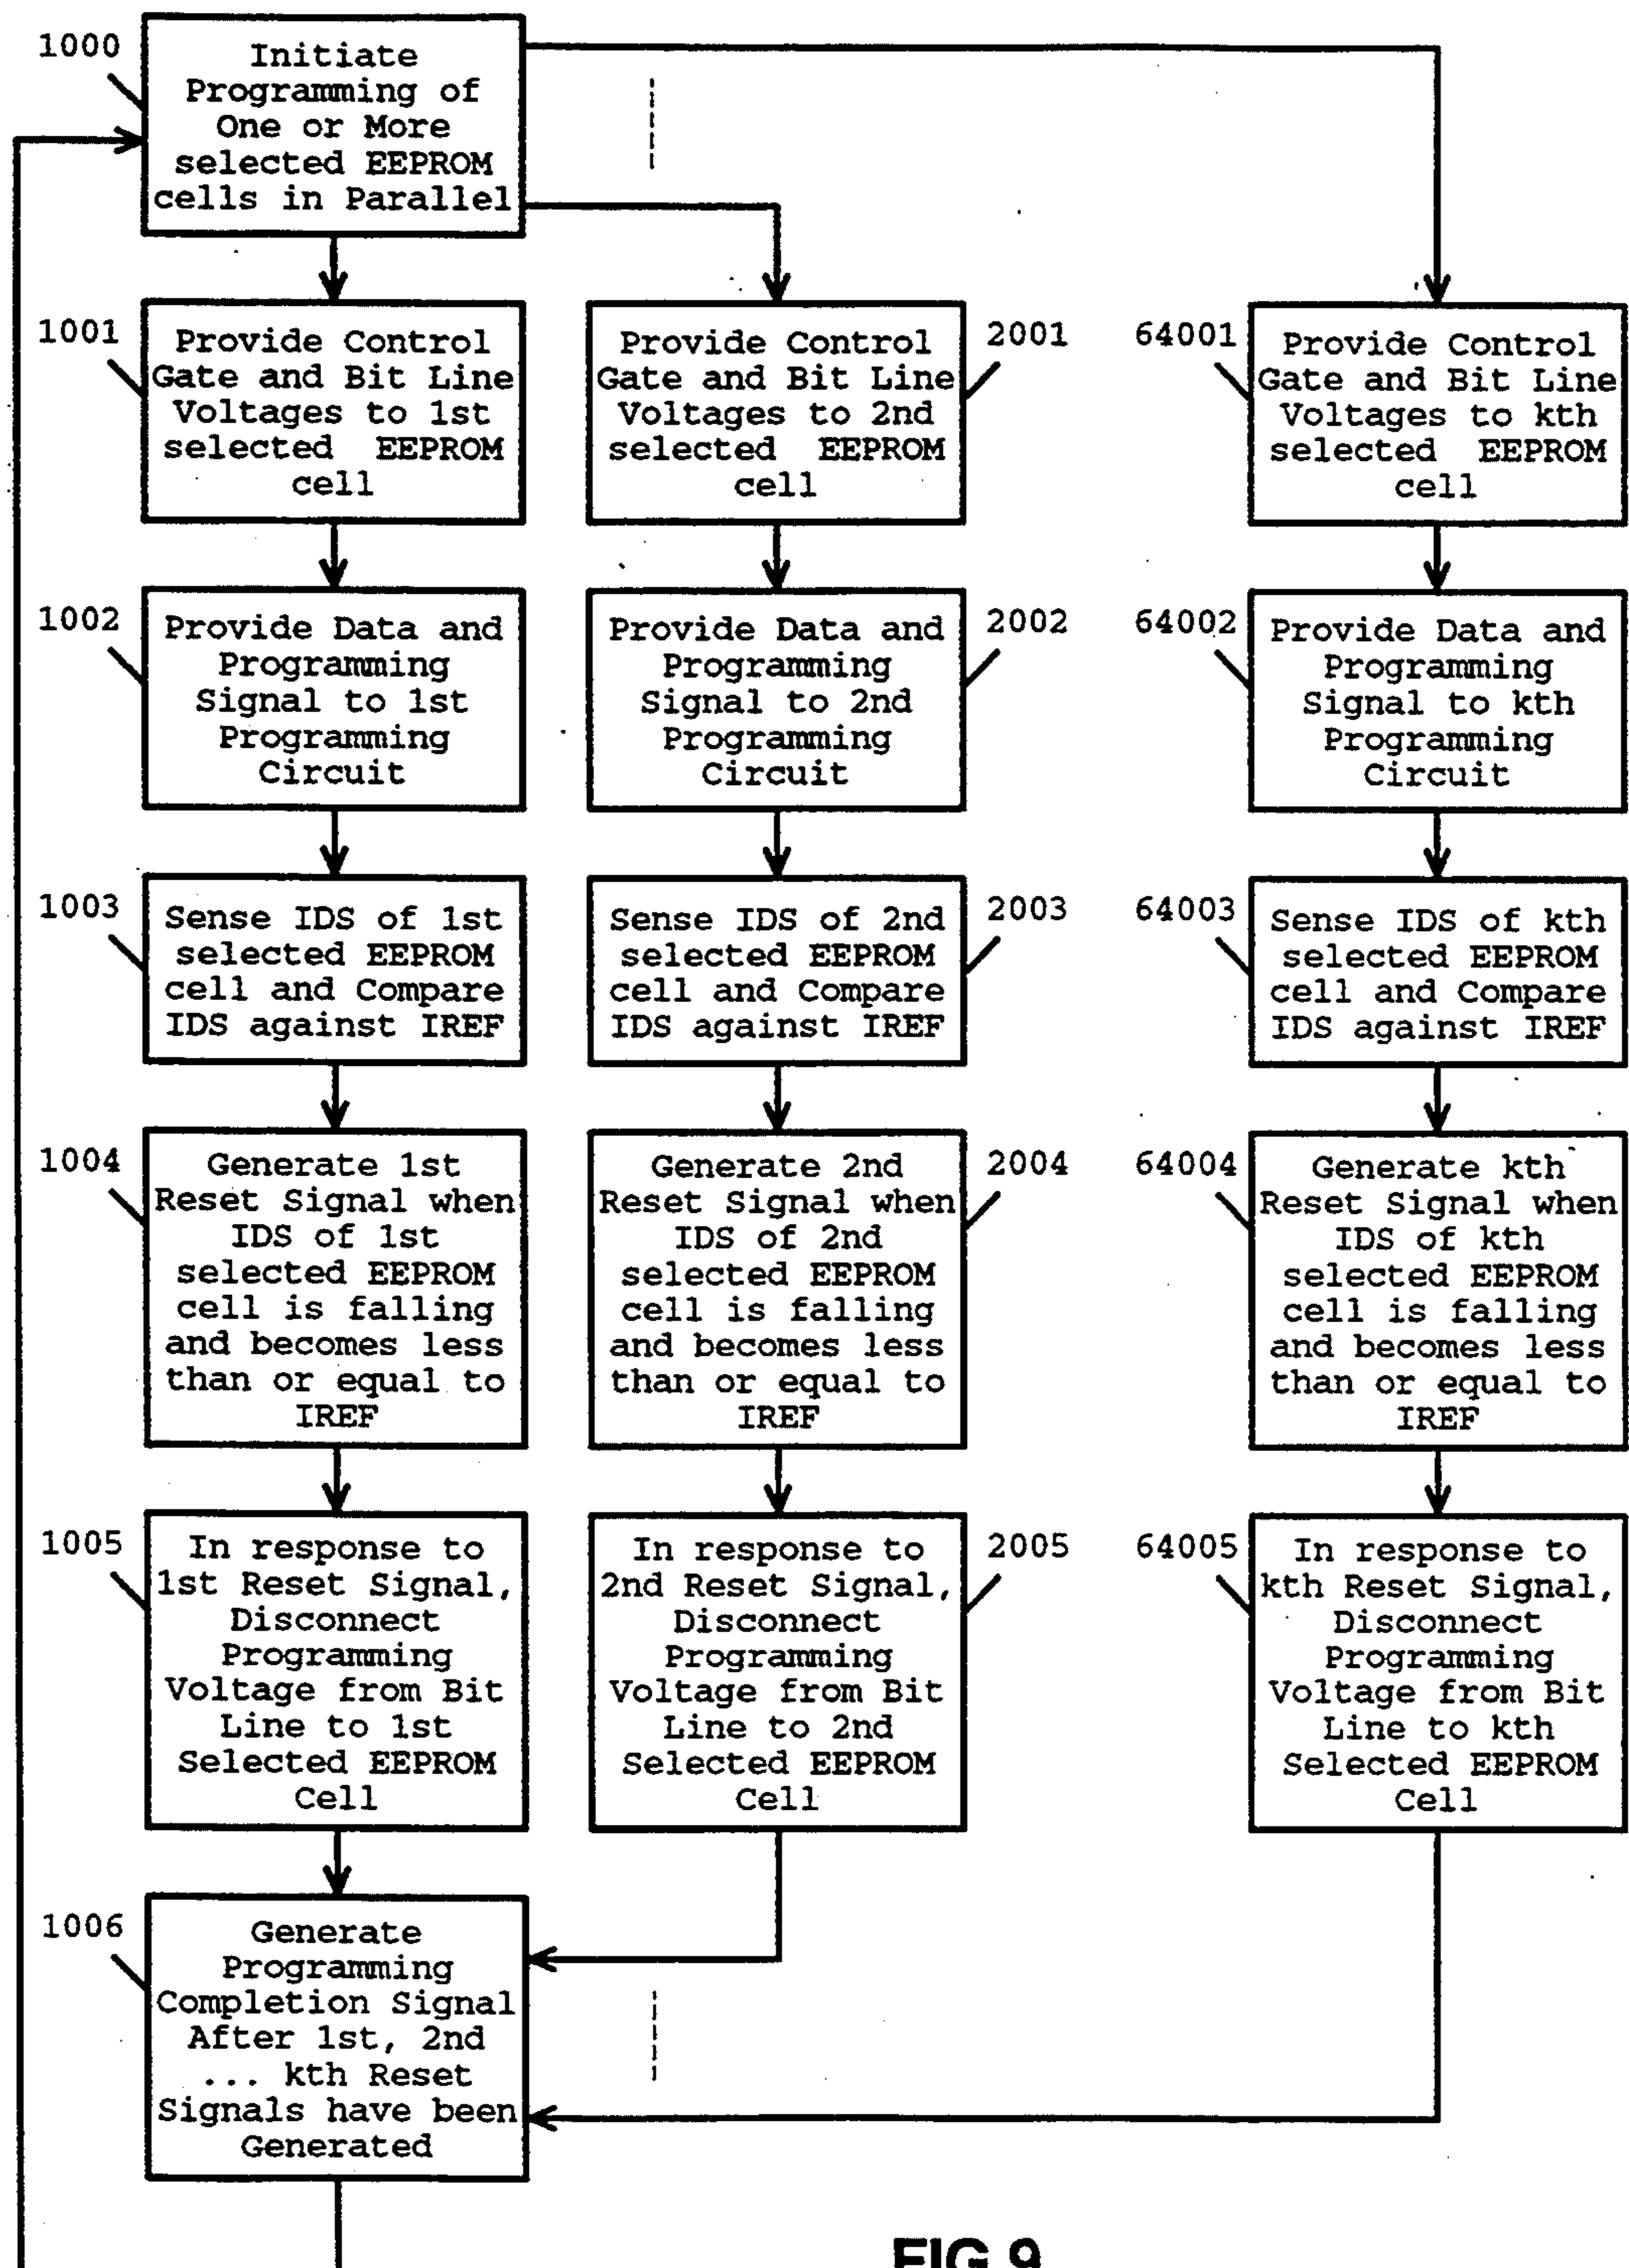 1000
Initiate
Programming of
One or More
selected EEPROM
cells in Parallel
1001
Provide Control
Gate and Bit Line
Voltages to 1st
selected EEPROM
cell
Provide Control
Gate and Bit Line
Voltages to 2nd
selected EEPROM
cell
2001
64001
Provide Control
Gate and Bit Line
Voltages to kth
selected EEPROM
cell
1002
Provide Data and
Programming
Signal to 1st
Programming
Circuit
Provide Data and
Programming
Signal to 2nd
Programming
Circuit
2002
64002
Provide Data and
Programming
Signal to kth
Programming
Circuit
1003
Sense IDS of 1st
selected EEPROM
cell and Compare
IDS against IREF
Sense IDS of 2nd
selected EEPROM
cell and Compare
IDS against IREF
2003
64003
Sense IDS of kth
selected EEPROM
cell and Compare
IDS against IREF
1004
Generate 1st
Reset Signal when
IDS of 1st
selected EEPROM
cell is falling
and becomes less
than or equal to
IREF
Generate 2nd
Reset Signal when
IDS of 2nd
selected EEPROM
cell is falling
and becomes less
than or equal to
IREF
2004
64004
Generate kth
Reset Signal when
IDS of kth
selected EEPROM
cell is falling
and becomes less
than or equal to
IREF
1005
In response to
1st Reset Signal,
Disconnect
Programming
Voltage from Bit
Line to 1st
Selected EEPROM
Cell
In response to
2nd Reset Signal,
Disconnect
Programming
Voltage from Bit
Line to 2nd
Selected EEPROM
Cell
2005
64005
In response to
kth Reset Signal,
Disconnect
Programming
Voltage from Bit
Line to kth
Selected EEPROM
Cell
1006
Generate
Programming
Completion Signal
After 1st, 2nd
... kth Reset
Signals have been
Generated
FIG 9